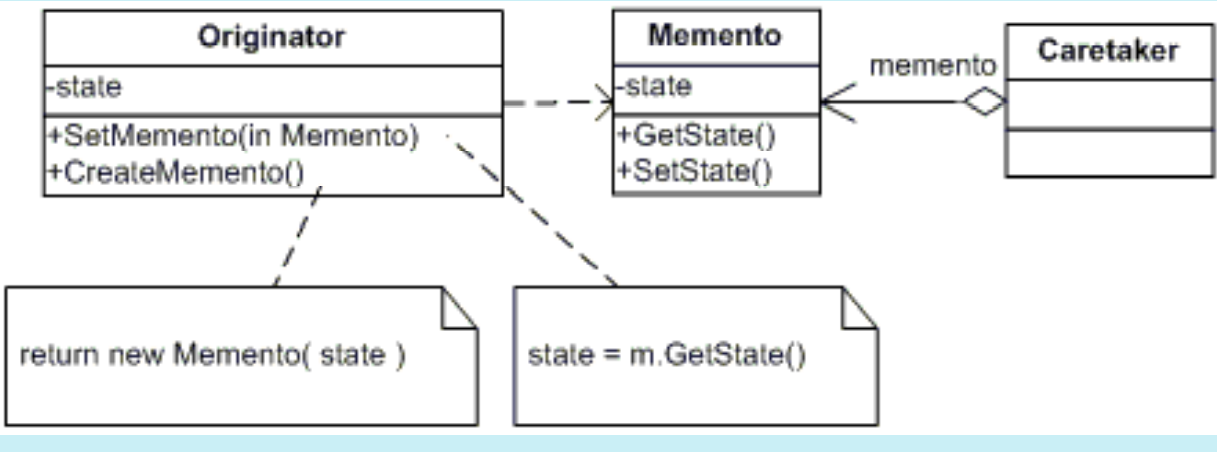 Originator
-state
+SetMemento(in Memento)
+CreateMemento()
Memento
-state
+GetState()
+SetState()
memento
Caretaker
return new Memento( state )
state = m.GetState()